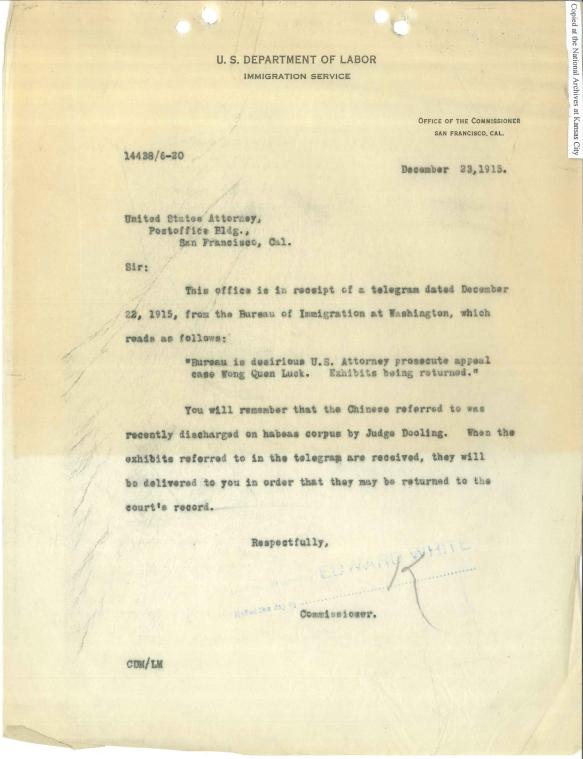 Copied at the National Archives at Kansas City
U. S. DEPARTMENT OF LABOR
IMMIGRATION SERVICE
OFFICE OF THE COMMISSIONER
SAN FRANCISCO, CAL.
14438/6-20
December 23,1915.
United States Attorney,
Postoffice Bldg.,
San Francisco, Cal.
Sir:
This office is in receipt of a telegram dated December
22, 1915, from the Bureau of Immigration at Washington, which
reads as follows:
"Bureau is desirious U.S. Attorney prosecute appeal
case Wong Quen Luck. Exhibits being returned."
You will remember that the Chinese referred to was
recently discharged on habeas corpus by Judge Dooling. When the
exhibits referred to in the telegram are received, they will
be delivered to you in order that they may be returned to the
court's record.
Respectfully,
EDWARD WHITE
Commissioner.
CDM/LM